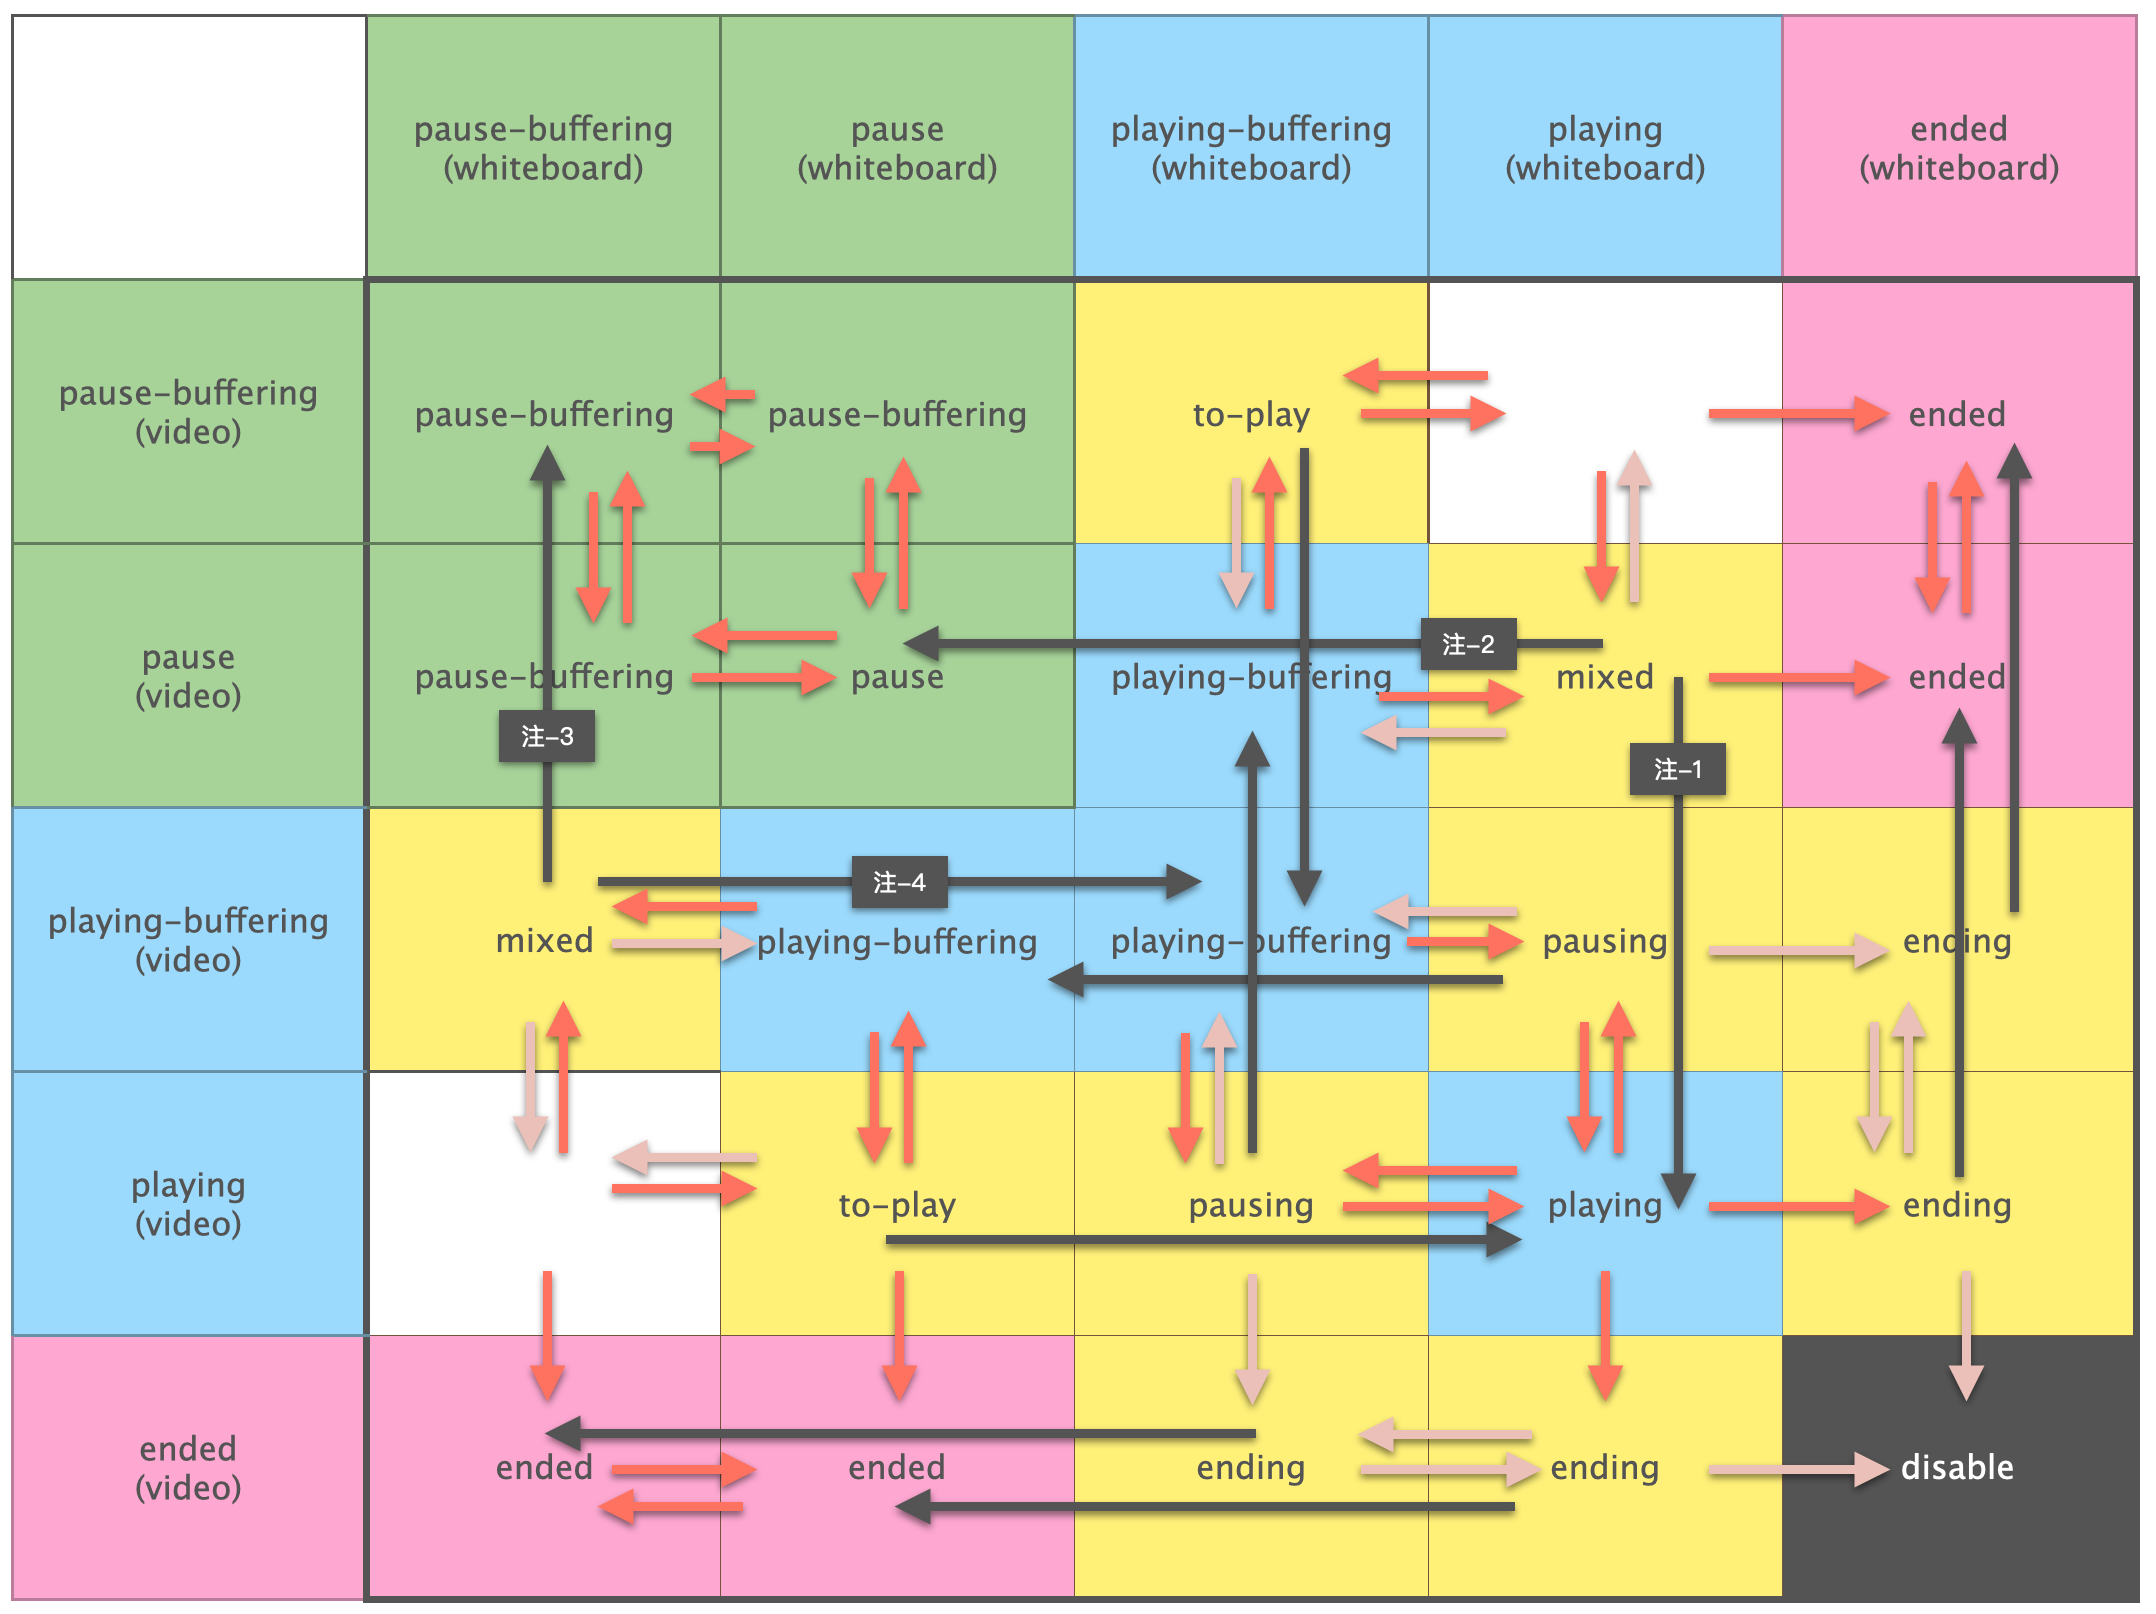 pause-buffering
(whiteboard)
pause
(whiteboard)
playing-buffering
(whiteboard)
playing
(whiteboard)
ended
(whiteboard)
pause-buffering
(video)
pause-buffering
pause-buffering
to-play
ended
pause
(video)
pause-buffering
pause
playing-buffering
注-2
mixed
ended
注-3
注-1
playing-buffering
(video)
注-4
mixed
playing-buffering
playing-buffering
pausing
ending
playing
(video)
to-play
pausing
playing
ending
ended
(video)
ended
ended
ending
ending
disable